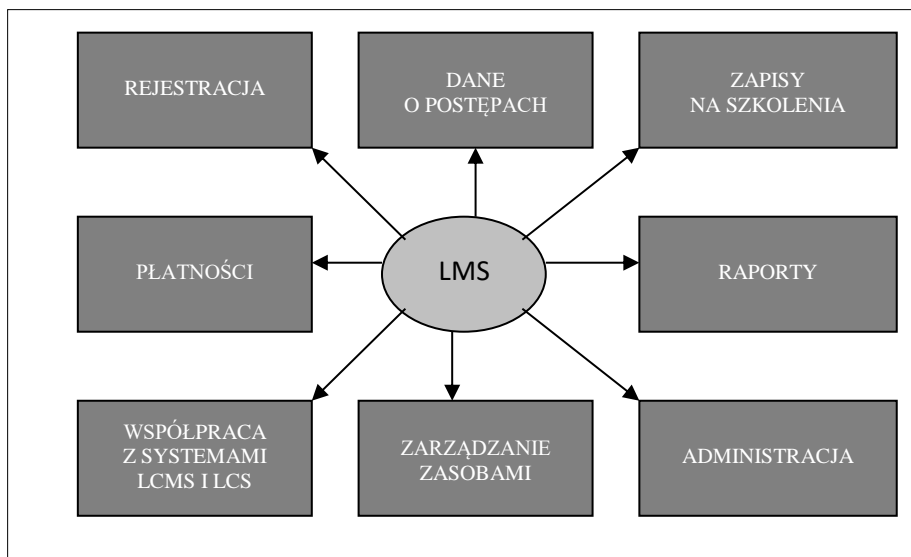 REJESTRACJA
DANE
O POSTĘPACH
ZAPISY
NA SZKOLENIA
PŁATNOŚCI
LMS
RAPORTY
WSPÓŁPRACA
Z SYSTEMAMI
LCMS I LCS
ZARZĄDZANIE
ZASOBAMI
ADMINISTRACJA